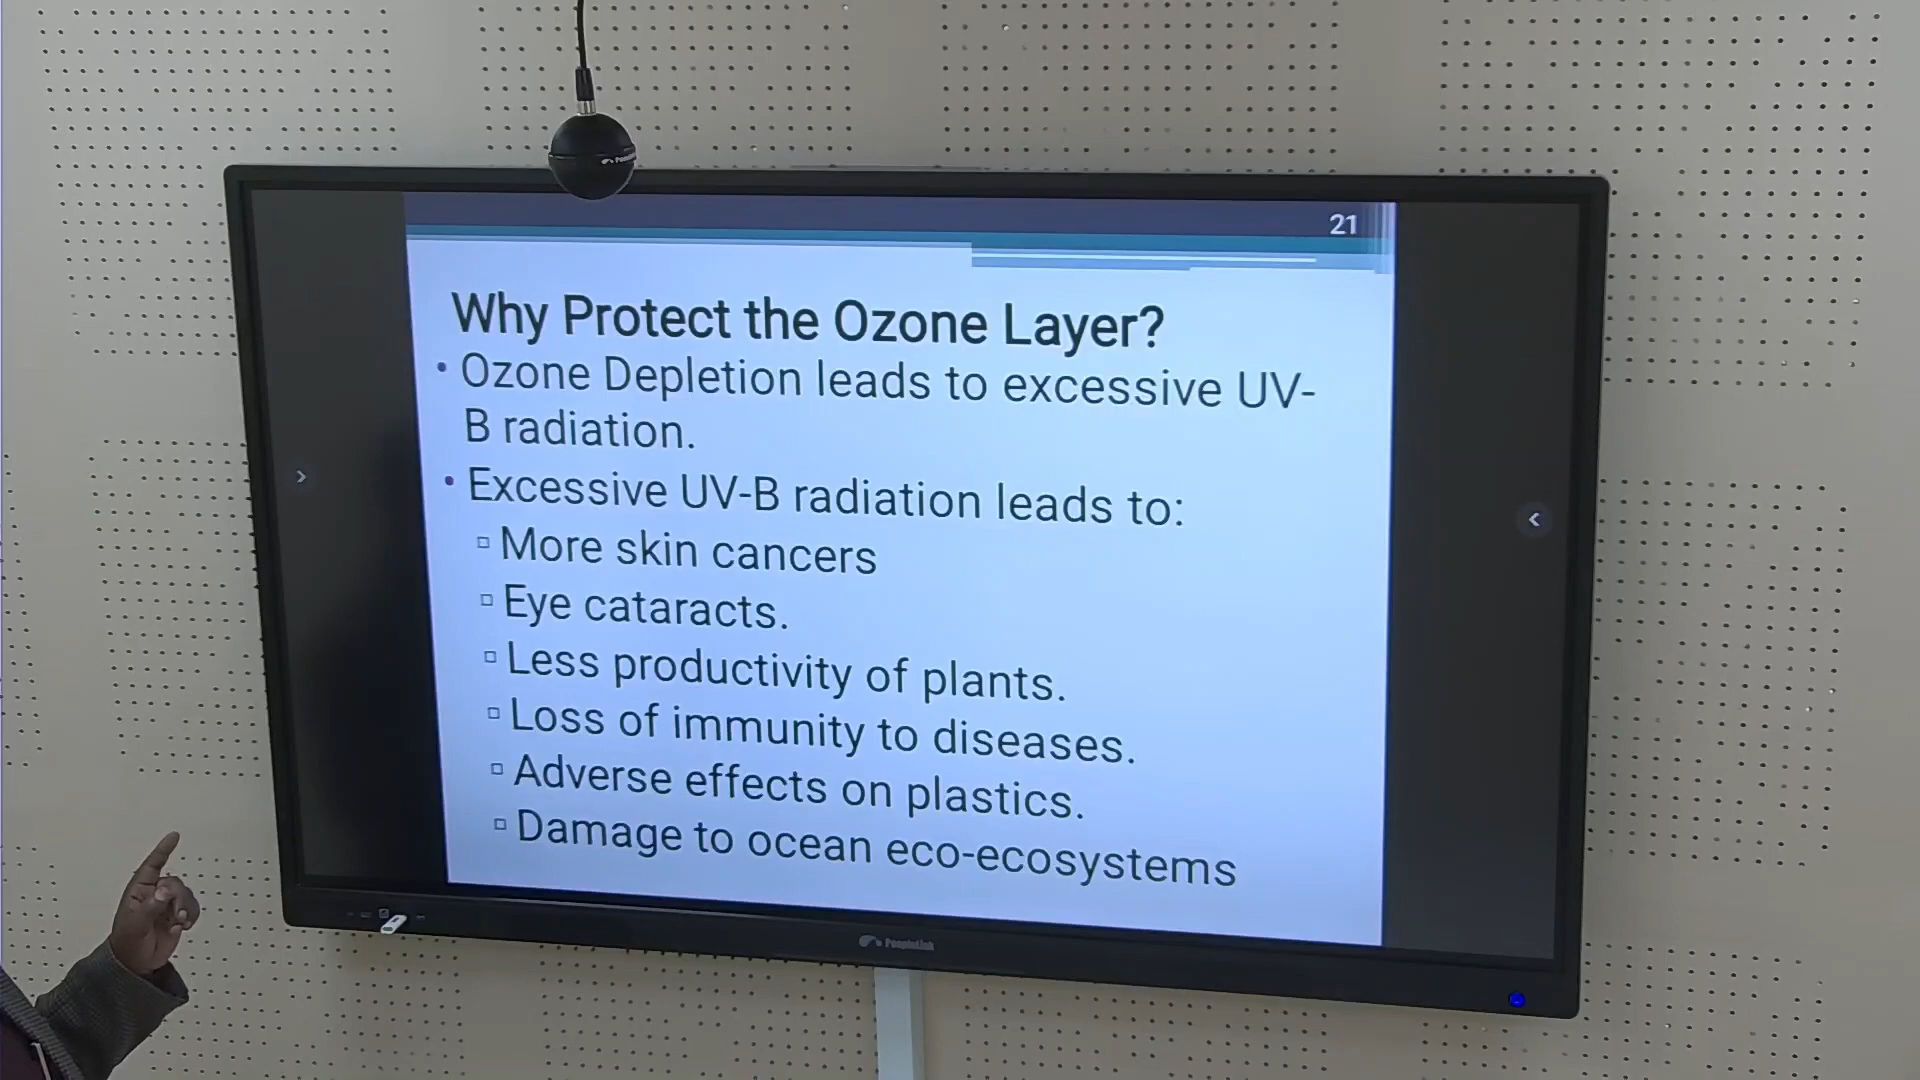 21
Why Protect the Ozone Layer?
• Ozone Depletion leads to excessive UV-
B radiation.
• Excessive UV-B radiation leads to:
▫ More skin cancers
▫ Eye cataracts.
▫ Less productivity of plants.
▫ Loss of immunity to diseases.
▫ Adverse effects on plastics.
▫ Damage to ocean eco-ecosystems
PeopleLink